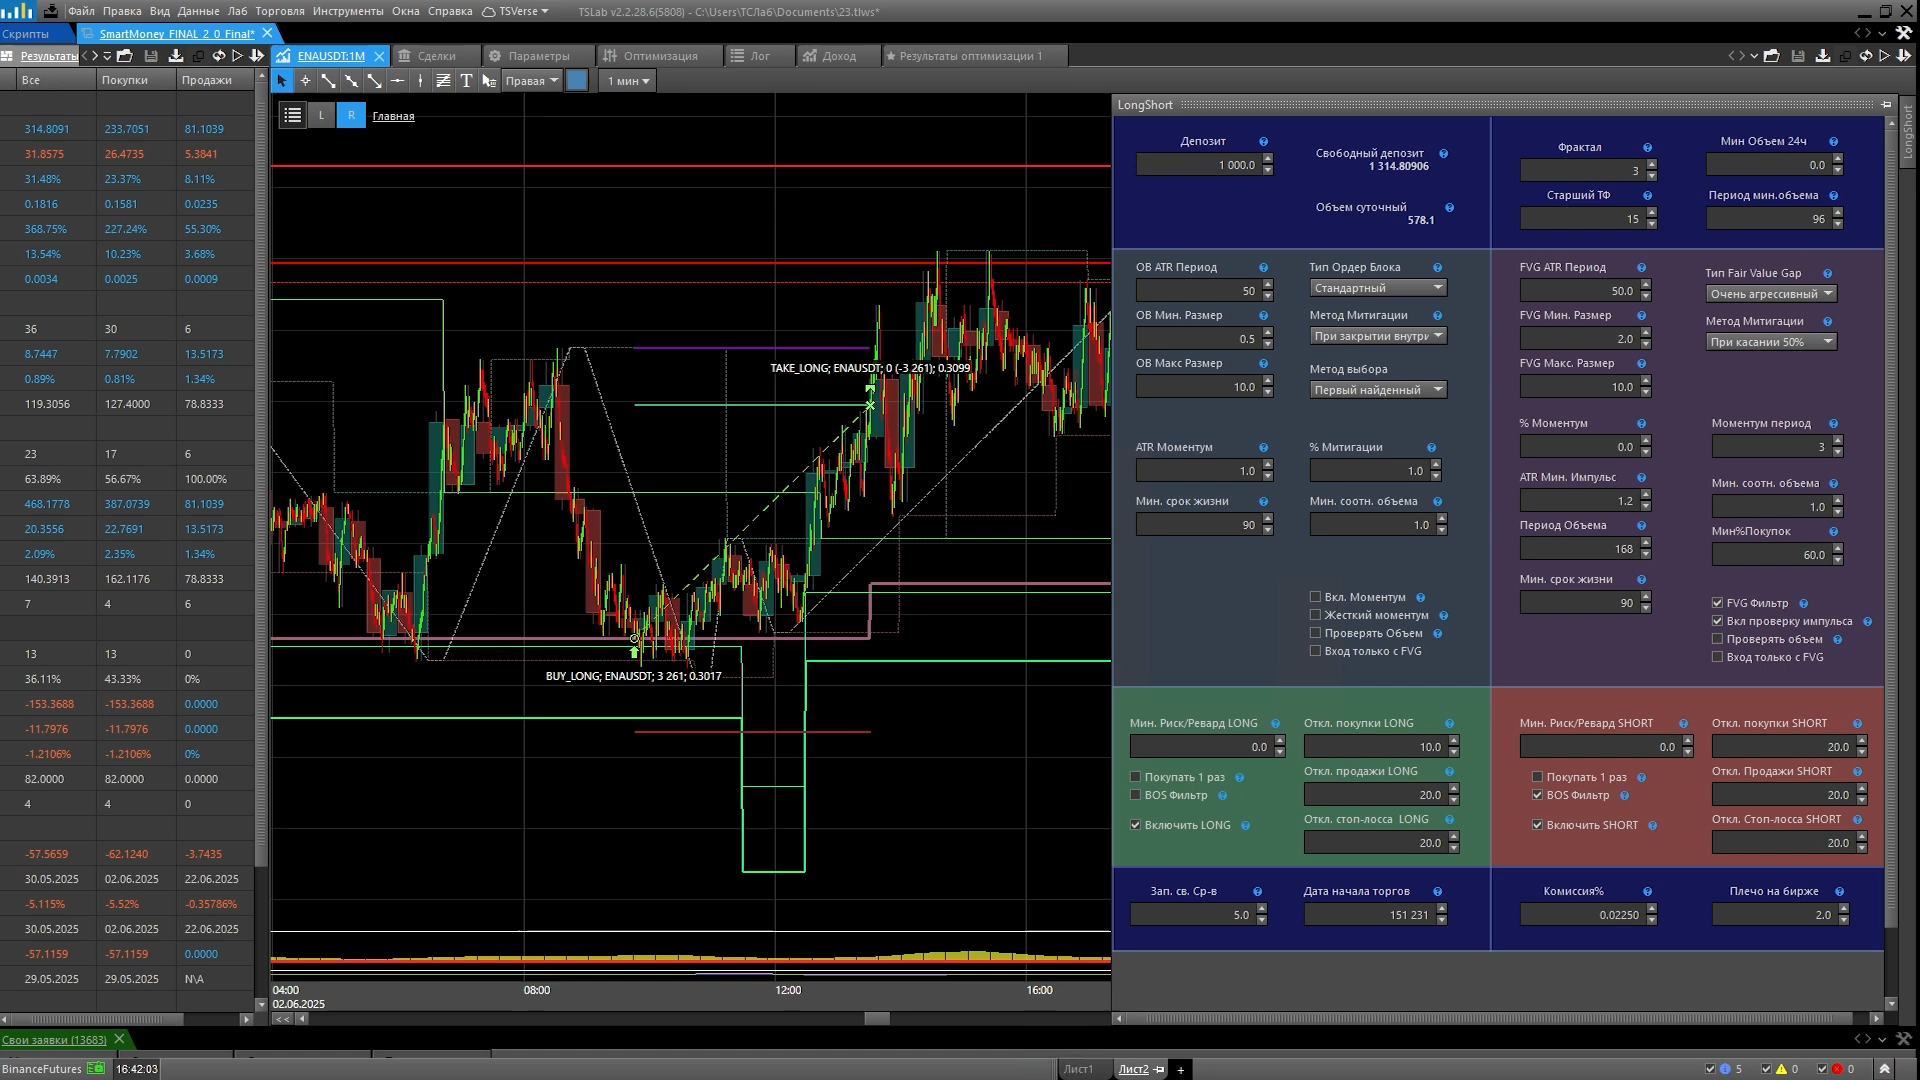 Файл Правка Вид Данные Лаб Торговля Инструменты Окна Справка TSVerse
TSLab v2.2.28.6(5808) - C:\Users\ТСЛаб\Documents\23.tlws*
Скрипты SmartMoney_FINAL_2_0_Final*
Результаты
ENAUSDT:1M Сделки Параметры Оптимизация Лог Доход Результаты оптимизации 1
Все Покупки Продажи
314.8091 233.7051 81.1039
31.8575 26.4735 5.3841
31.48% 23.37% 8.11%
0.1816 0.1581 0.0235
368.75% 227.24% 55.30%
13.54% 10.23% 3.68%
0.0034 0.0025 0.0009
36 30 6
8.7447 7.7902 13.5173
0.89% 0.81% 1.34%
119.3056 127.4000 78.8333
23 17 6
63.89% 56.67% 100.00%
468.1778 387.0739 81.1039
20.3556 22.7691 13.5173
2.09% 2.35% 1.34%
140.3913 162.1176 78.8333
7 4 6
13 13 0
36.11% 43.33% 0%
-153.3688 -153.3688 0.0000
-11.7976 -11.7976 0.0000
-1.2106% -1.2106% 0%
82.0000 82.0000 0.0000
4 4 0
-57.5659 -62.1240 -3.7435
30.05.2025 02.06.2025 22.06.2025
-5.115% -5.52% -0.35786%
30.05.2025 02.06.2025 22.06.2025
-57.1159 -57.1159 0.0000
29.05.2025 29.05.2025 N\A
T Правая 1 мин
L R Главная
TAKE_LONG; ENAUSDT; 0 (-3 261); 0.3099
BUY_LONG; ENAUSDT; 3 261; 0.3017
04:00 08:00 12:00 16:00
02.06.2025
<<
LongShort
LongShort
Депозит
1 000.0
Свободный депозит
1 314.80906
Объем суточный
578.1
Фрактал
3
Мин Объем 24ч
0.0
Старший ТФ
15
Период мин.объема
96
OB ATR Период
50
Тип Ордер Блока
Стандартный
OB Мин. Размер
0.5
Метод Митигации
При закрытии внутри
OB Макс Размер
10.0
Метод выбора
Первый найденный
ATR Моментум
1.0
% Митигации
1.0
Мин. срок жизни
90
Мин. соотн. объема
1.0
Вкл. Моментум
Жесткий моментум
Проверять Объем
Вход только с FVG
FVG ATR Период
50.0
Тип Fair Value Gap
Очень агрессивный
FVG Мин. Размер
2.0
Метод Митигации
При касании 50%
FVG Макс. Размер
10.0
% Моментум
0.0
Моментум период
3
ATR Мин. Импульс
1.2
Мин. соотн. объема
1.0
Период Объема
168
Мин%Покупок
60.0
Мин. срок жизни
90
FVG Фильтр
Вкл проверку импульса
Проверять объем
Вход только с FVG
Мин. Риск/Ревард LONG
0.0
Откл. покупки LONG
10.0
Покупать 1 раз
BOS Фильтр
Откл. продажи LONG
20.0
Включить LONG
Откл. стоп-лосса LONG
20.0
Мин. Риск/Ревард SHORT
0.0
Откл. покупки SHORT
20.0
Покупать 1 раз
BOS Фильтр
Откл. Продажи SHORT
20.0
Включить SHORT
Откл. Стоп-лосса SHORT
20.0
Зап. св. Ср-в
5.0
Дата начала торгов
151 231
Комиссия%
0.02250
Плечо на бирже
2.0
Свои заявки (13683)
BinanceFutures 16:42:03
Лист1 Лист2 +
5 0 0